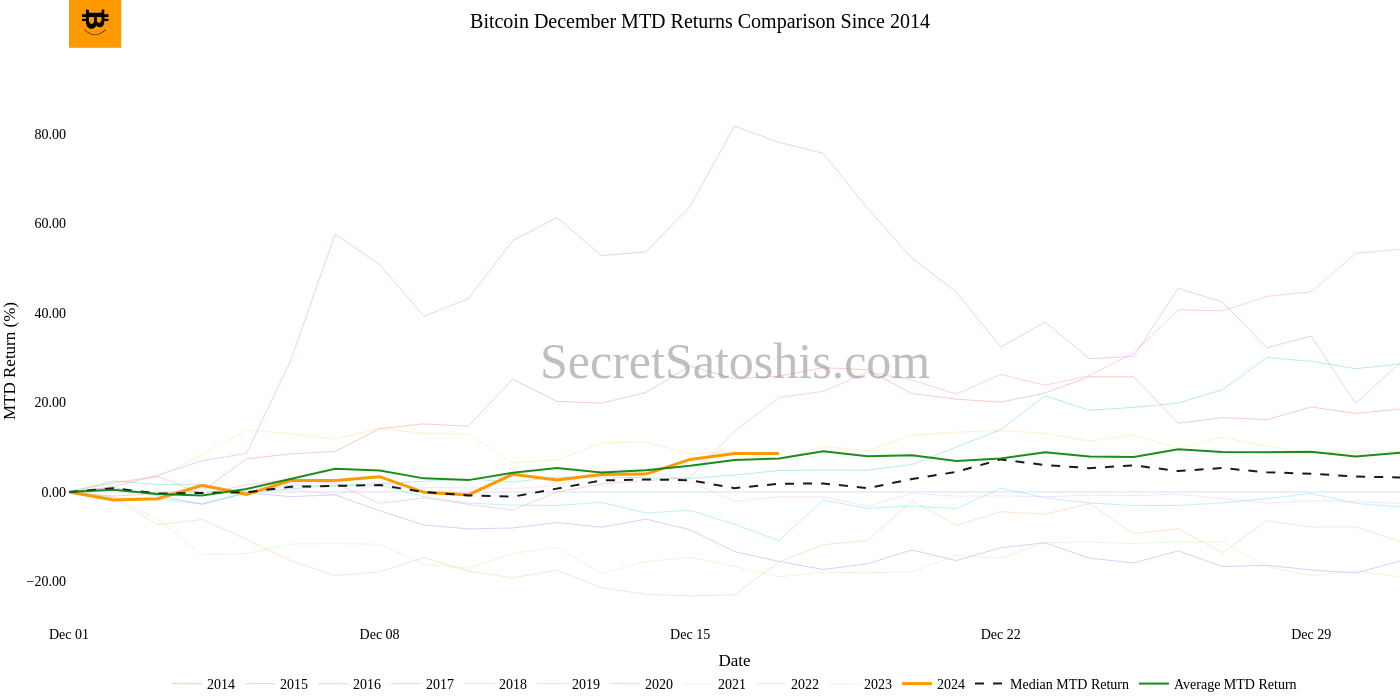 Bitcoin December MTD Returns Comparison Since 2014
80.00
60.00
40.00
20.00
0.00
−20.00
MTD Return (%)
SecretSatoshis.com
Dec 01 Dec 08 Dec 15 Dec 22 Dec 29
Date
2014 2015 2016 2017 2018 2019 2020 2021 2022 2023 2024 Median MTD Return Average MTD Return